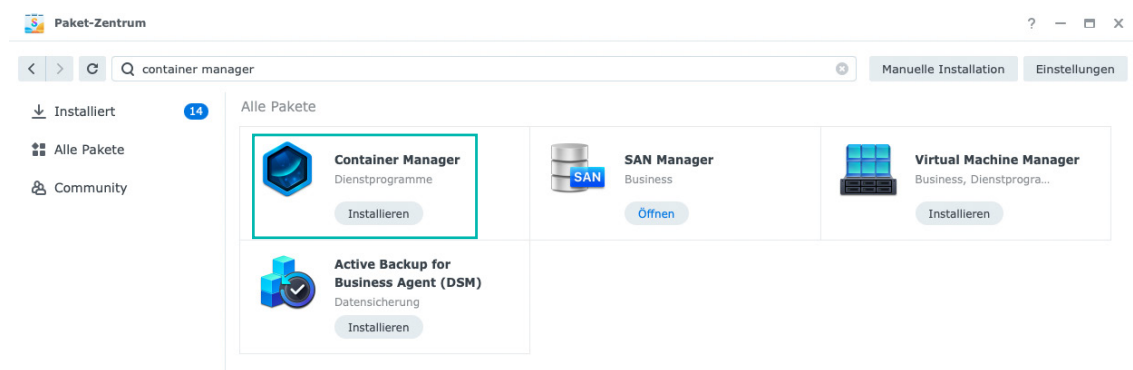 Paket-Zentrum
container manager
Manuelle Installation
Einstellungen
Installiert
14
Alle Pakete
Community
Alle Pakete
Container Manager
Dienstprogramme
Installieren
SAN
SAN Manager
Business
Öffnen
Virtual Machine Manager
Business, Dienstprogra...
Installieren
Active Backup for
Business Agent (DSM)
Datensicherung
Installieren